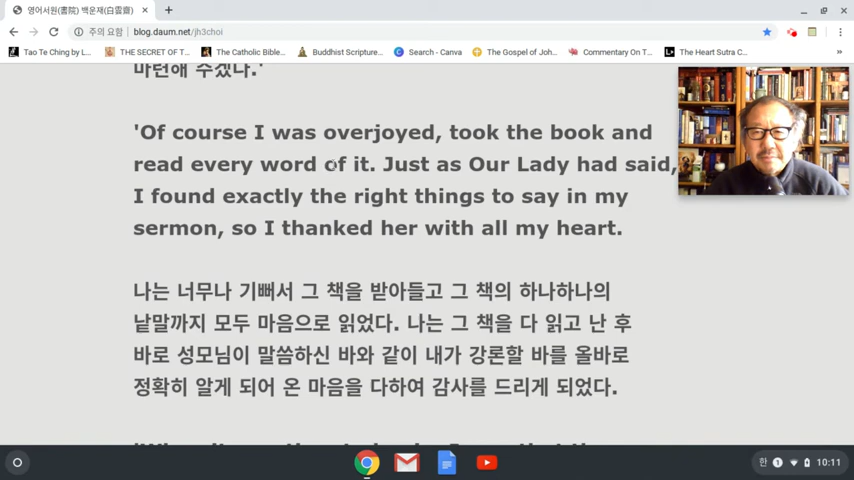 영어서원(書院) 백운재(白雲齋)
주의 요함
blog.daum.net/jh3choi
Tao Te Ching by L...
THE SECRET OF T...
The Catholic Bible...
Buddhist Scripture...
Search - Canva
The Gospel of Joh...
Commentary On T...
The Heart Sutra C...
마련해 주겠다.'
'Of course I was overjoyed, took the book and
read every word of it. Just as Our Lady had said,
I found exactly the right things to say in my
sermon, so I thanked her with all my heart.
나는 너무나 기뻐서 그 책을 받아들고 그 책의 하나하나의
낱말까지 모두 마음으로 읽었다. 나는 그 책을 다 읽고 난 후
바로 성모님이 말씀하신 바와 같이 내가 강론할 바를 올바로
정확히 알게 되어 온 마음을 다하여 감사를 드리게 되었다.
한
1
10:11